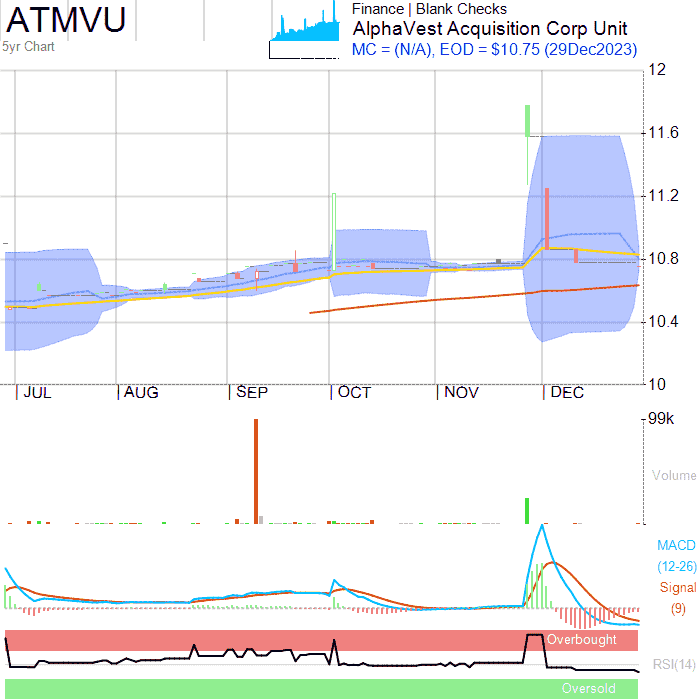 ATMVU
5yr Chart
Finance | Blank Checks
AlphaVest Acquisition Corp Unit
MC = (N/A), EOD = $10.75 (29Dec2023)
12
11.6
11.2
10.8
10.4
10
JUL AUG SEP OCT NOV DEC
99k
Volume
MACD
(12-26)
Signal
(9)
Overbought
RSI(14)
Oversold